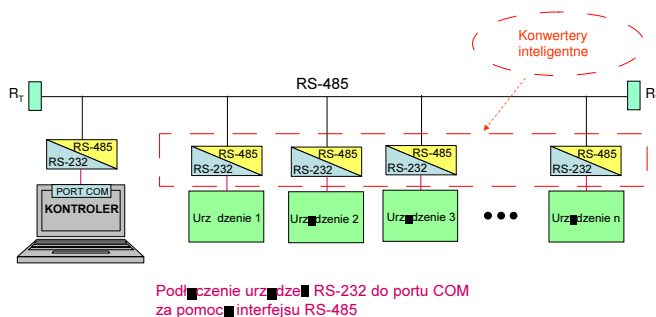 Konwertery
inteligentne
RS-485
R_T
R
RS-485
RS-232
RS-485
RS-232
RS-485
RS-232
RS-485
RS-232
RS-485
RS-232
PORT COM
KONTROLER
Urz dzenie 1
Urz■dzenie 2
Urz■dzenie 3
Urz■dzenie n
Podł■czenie urz■dze■ RS-232 do portu COM
za pomoc■ interfejsu RS-485